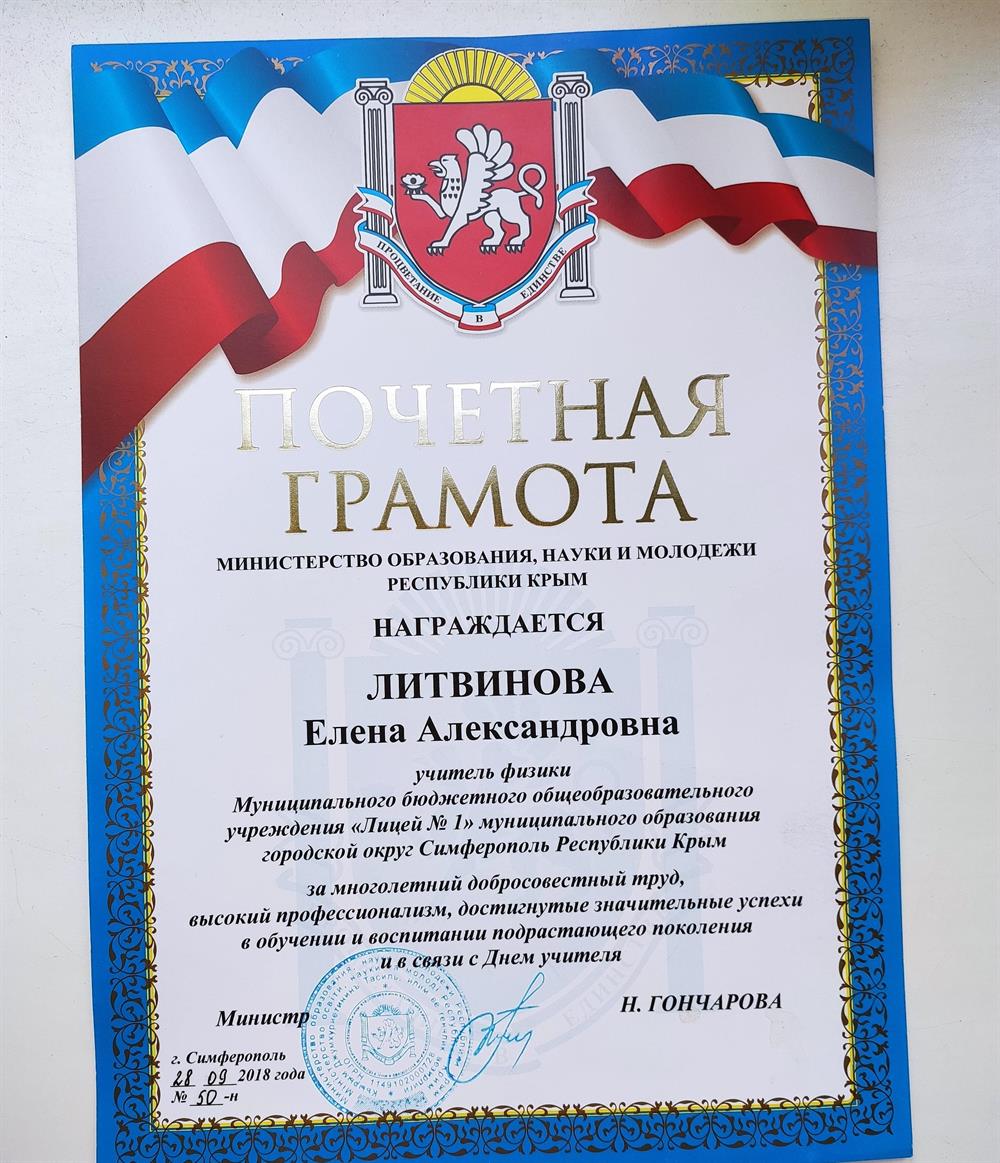 ПРОЦВЕТАНИЕ В ЕДИНСТВЕ
ПОЧЕТНАЯ
ГРАМОТА
МИНИСТЕРСТВО ОБРАЗОВАНИЯ, НАУКИ И МОЛОДЕЖИ
РЕСПУБЛИКИ КРЫМ
НАГРАЖДАЕТСЯ
ЛИТВИНОВА
Елена Александровна
учитель физики
Муниципального бюджетного общеобразовательного
учреждения «Лицей № 1» муниципального образования
городской округ Симферополь Республики Крым
за многолетний добросовестный труд,
высокий профессионализм, достигнутые значительные успехи
в обучении и воспитании подрастающего поколения
и в связи с Днем учителя
Министр
Н. ГОНЧАРОВА
г. Симферополь
28 09 2018 года
№ 50 -н
ОГРН 1149102000728